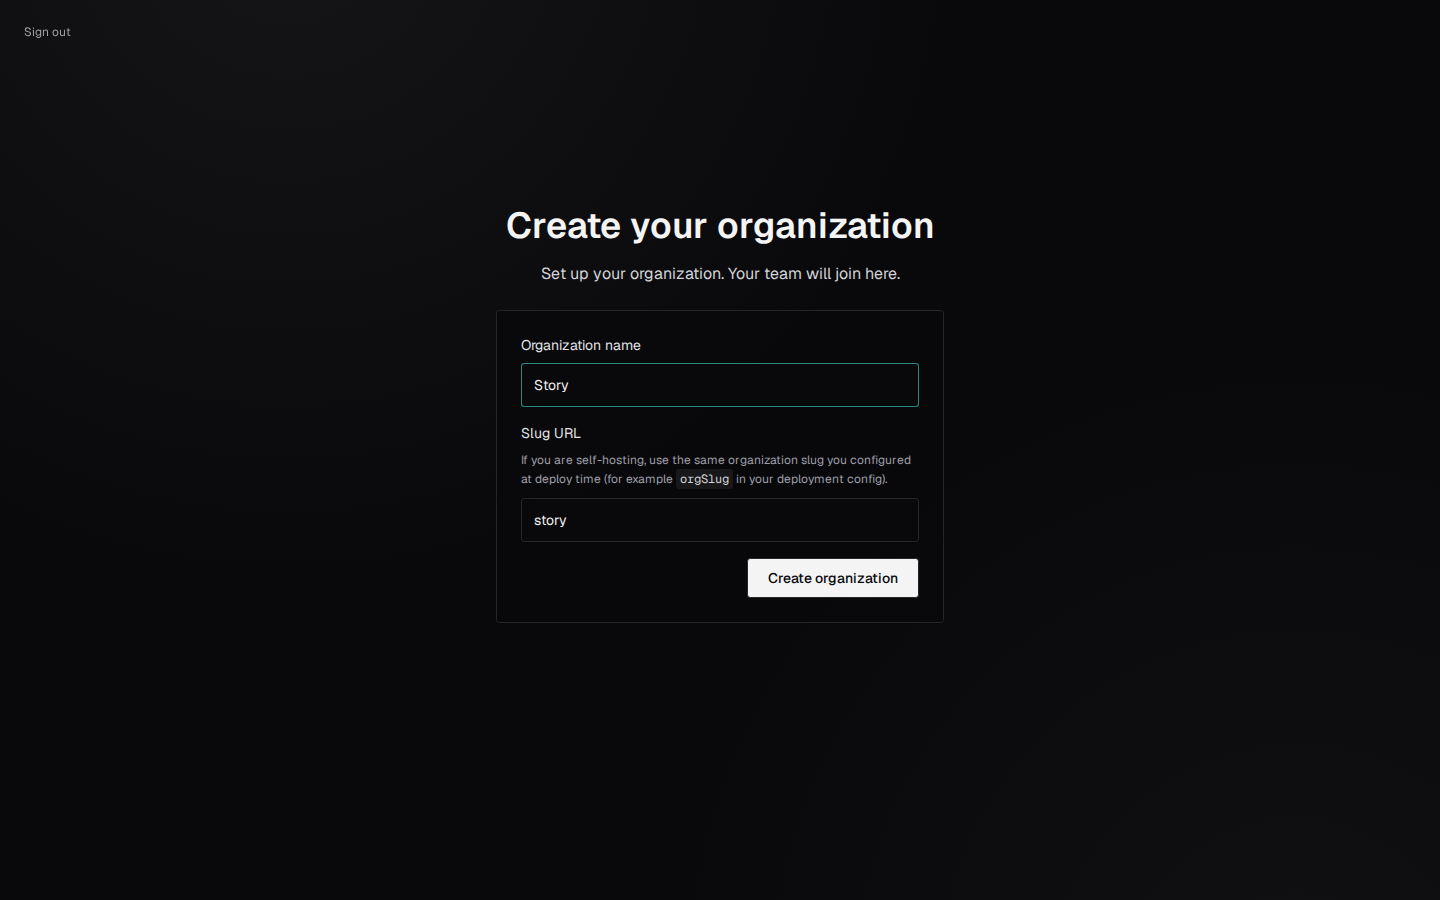 Sign out
Create your organization
Set up your organization. Your team will join here.
Organization name
Story
Slug URL
If you are self-hosting, use the same organization slug you configured
at deploy time (for example orgSlug in your deployment config).
story
Create organization